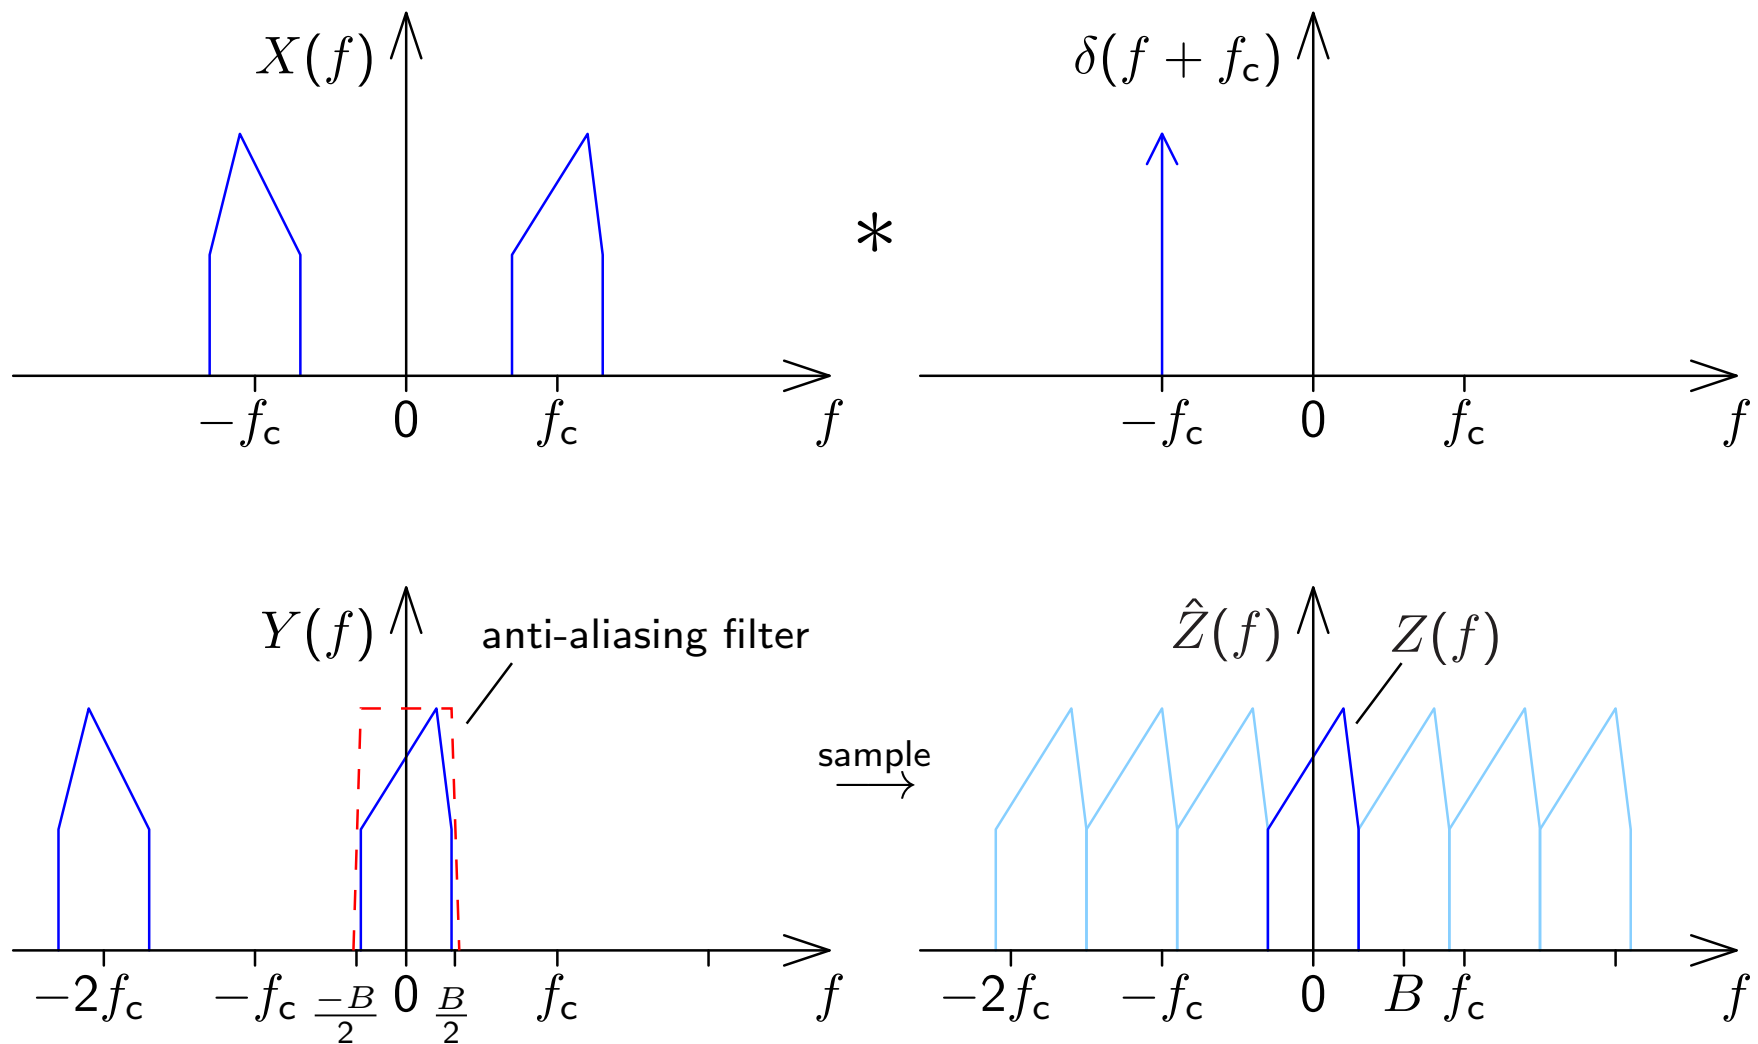 X(f)
δ(f + f_c)
*
−f_c 0 f_c f
−f_c 0 f_c f
Y(f)
anti-aliasing filter
Ẑ(f)
Z(f)
sample
⟶
−2f_c −f_c −B/2 0 B/2 f_c f
−2f_c −f_c 0 B f_c f